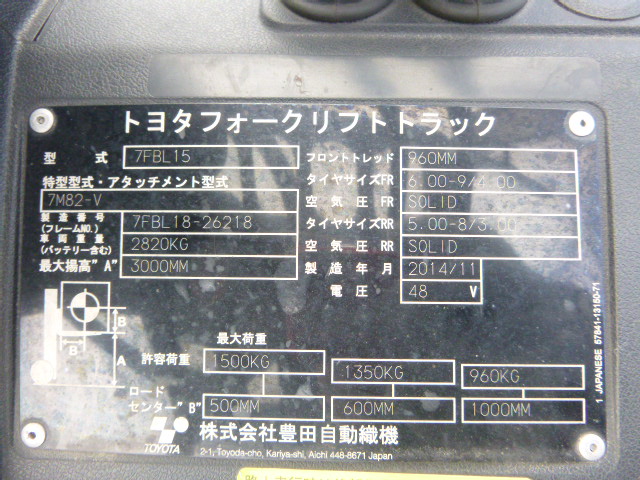 トヨタフォークリフトトラック
型 式 7FBL15
特型型式・アタッチメント型式
7M82-V
製造番号 (フレームNO.) 7FBL18-26218
車両重量 (バッテリー含む) 2820KG
最大揚高"A" 3000MM
フロントトレッド 960MM
タイヤサイズFR 6.00-9/4.00
空気圧 FR SOLID
タイヤサイズRR 5.00-8/3.00
空気圧 RR SOLID
製造年月 2014/11
電圧 48 V
B
B
A
最大荷重
許容荷重 1500KG 1350KG 960KG
ロードセンター"B" 500MM 600MM 1000MM
TOYOTA 株式会社豊田自動織機
2-1, Toyoda-cho, Kariya-shi, Aichi 448-8671 Japan
1 JAPANESE 57841-13150-71